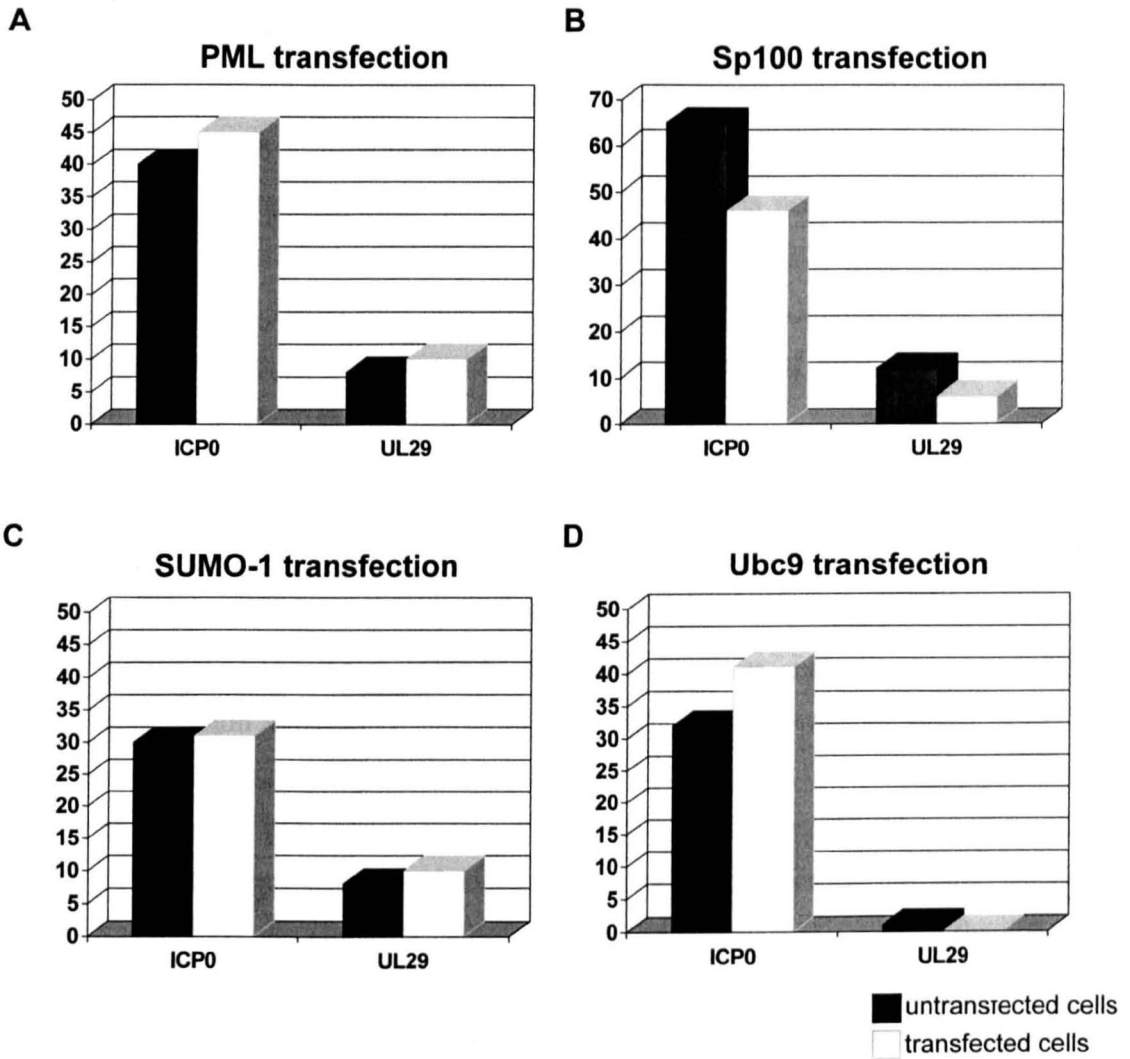 A
PML transfection
50
45
40
35
30
25
20
15
10
5
0
ICP0
UL29
B
Sp100 transfection
70
60
50
40
30
20
10
0
ICP0
UL29
C
SUMO-1 transfection
50
45
40
35
30
25
20
15
10
5
0
ICP0
UL29
D
Ubc9 transfection
50
45
40
35
30
25
20
15
10
5
0
ICP0
UL29
untransfected cells
transfected cells